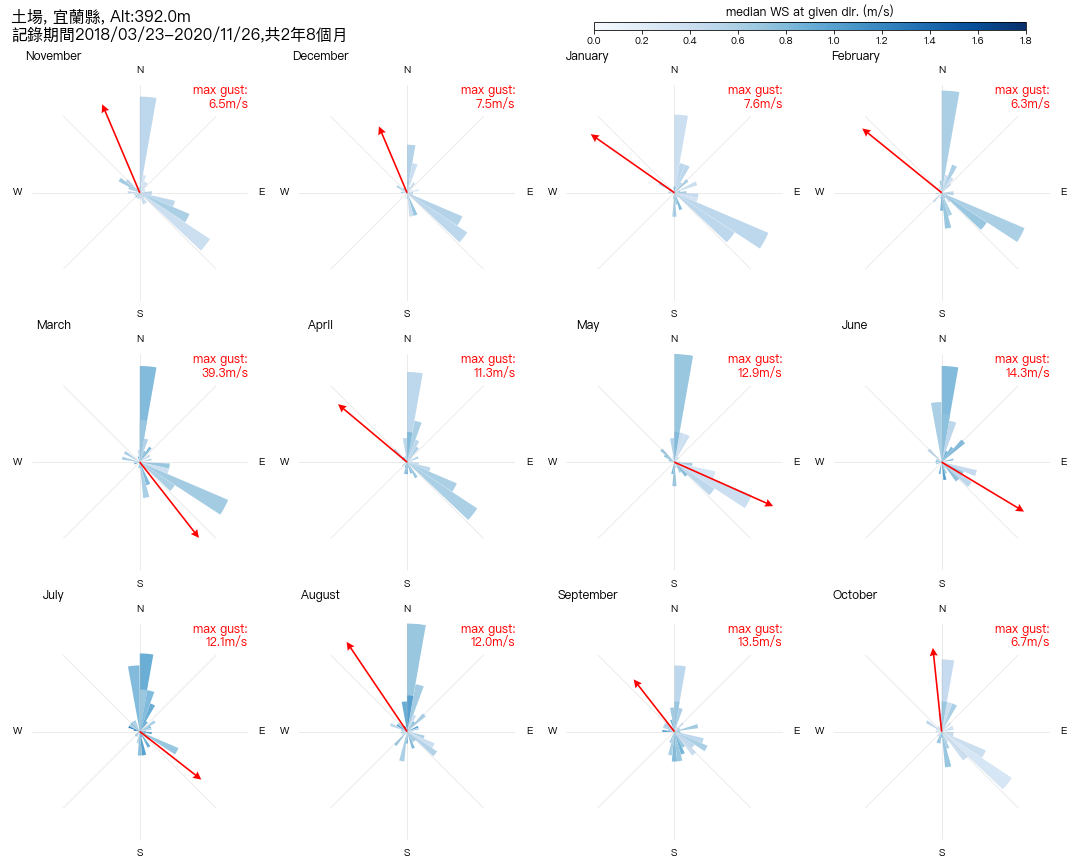 土場, 宜蘭縣, Alt:392.0m
記錄期間2018/03/23−2020/11/26,共2年8個月
median WS at given dir. (m/s)
0.0 0.2 0.4 0.6 0.8 1.0 1.2 1.4 1.6 1.8
November
N
max gust:
6.5m/s
W E
S
December
N
max gust:
7.5m/s
W E
January
N
max gust:
7.6m/s
W E
February
N
max gust:
6.3m/s
W E
March
N
max gust:
39.3m/s
W E
S
April
N
max gust:
11.3m/s
W E
S
May
N
max gust:
12.9m/s
W E
S
June
N
max gust:
14.3m/s
W E
S
July
N
max gust:
12.1m/s
W E
S
August
N
max gust:
12.0m/s
W E
S
September
N
max gust:
13.5m/s
W E
S
October
N
max gust:
6.7m/s
W E
S